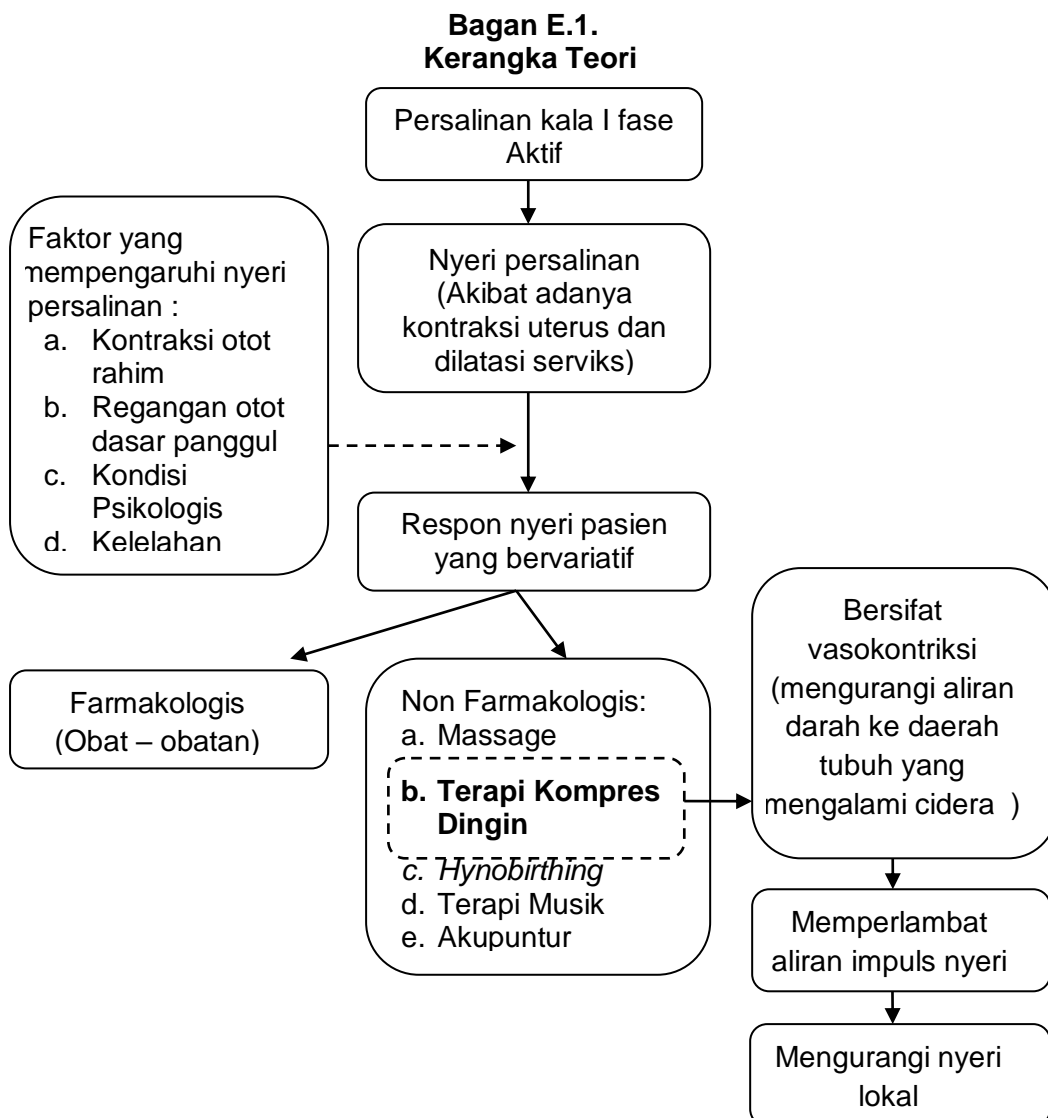 Bagan E.1.
Kerangka Teori
Persalinan kala I fase
Aktif
Faktor yang
mempengaruhi nyeri
persalinan :
a. Kontraksi otot
rahim
b. Regangan otot
dasar panggul
c. Kondisi
Psikologis
d. Kelelahan
Nyeri persalinan
(Akibat adanya
kontraksi uterus dan
dilatasi serviks)
Respon nyeri pasien
yang bervariatif
Farmakologis
(Obat – obatan)
Non Farmakologis:
a. Massage
b. Terapi Kompres
Dingin
c. Hynobirthing
d. Terapi Musik
e. Akupuntur
Bersifat
vasokontriksi
(mengurangi aliran
darah ke daerah
tubuh yang
mengalami cidera )
Memperlambat
aliran impuls nyeri
Mengurangi nyeri
lokal